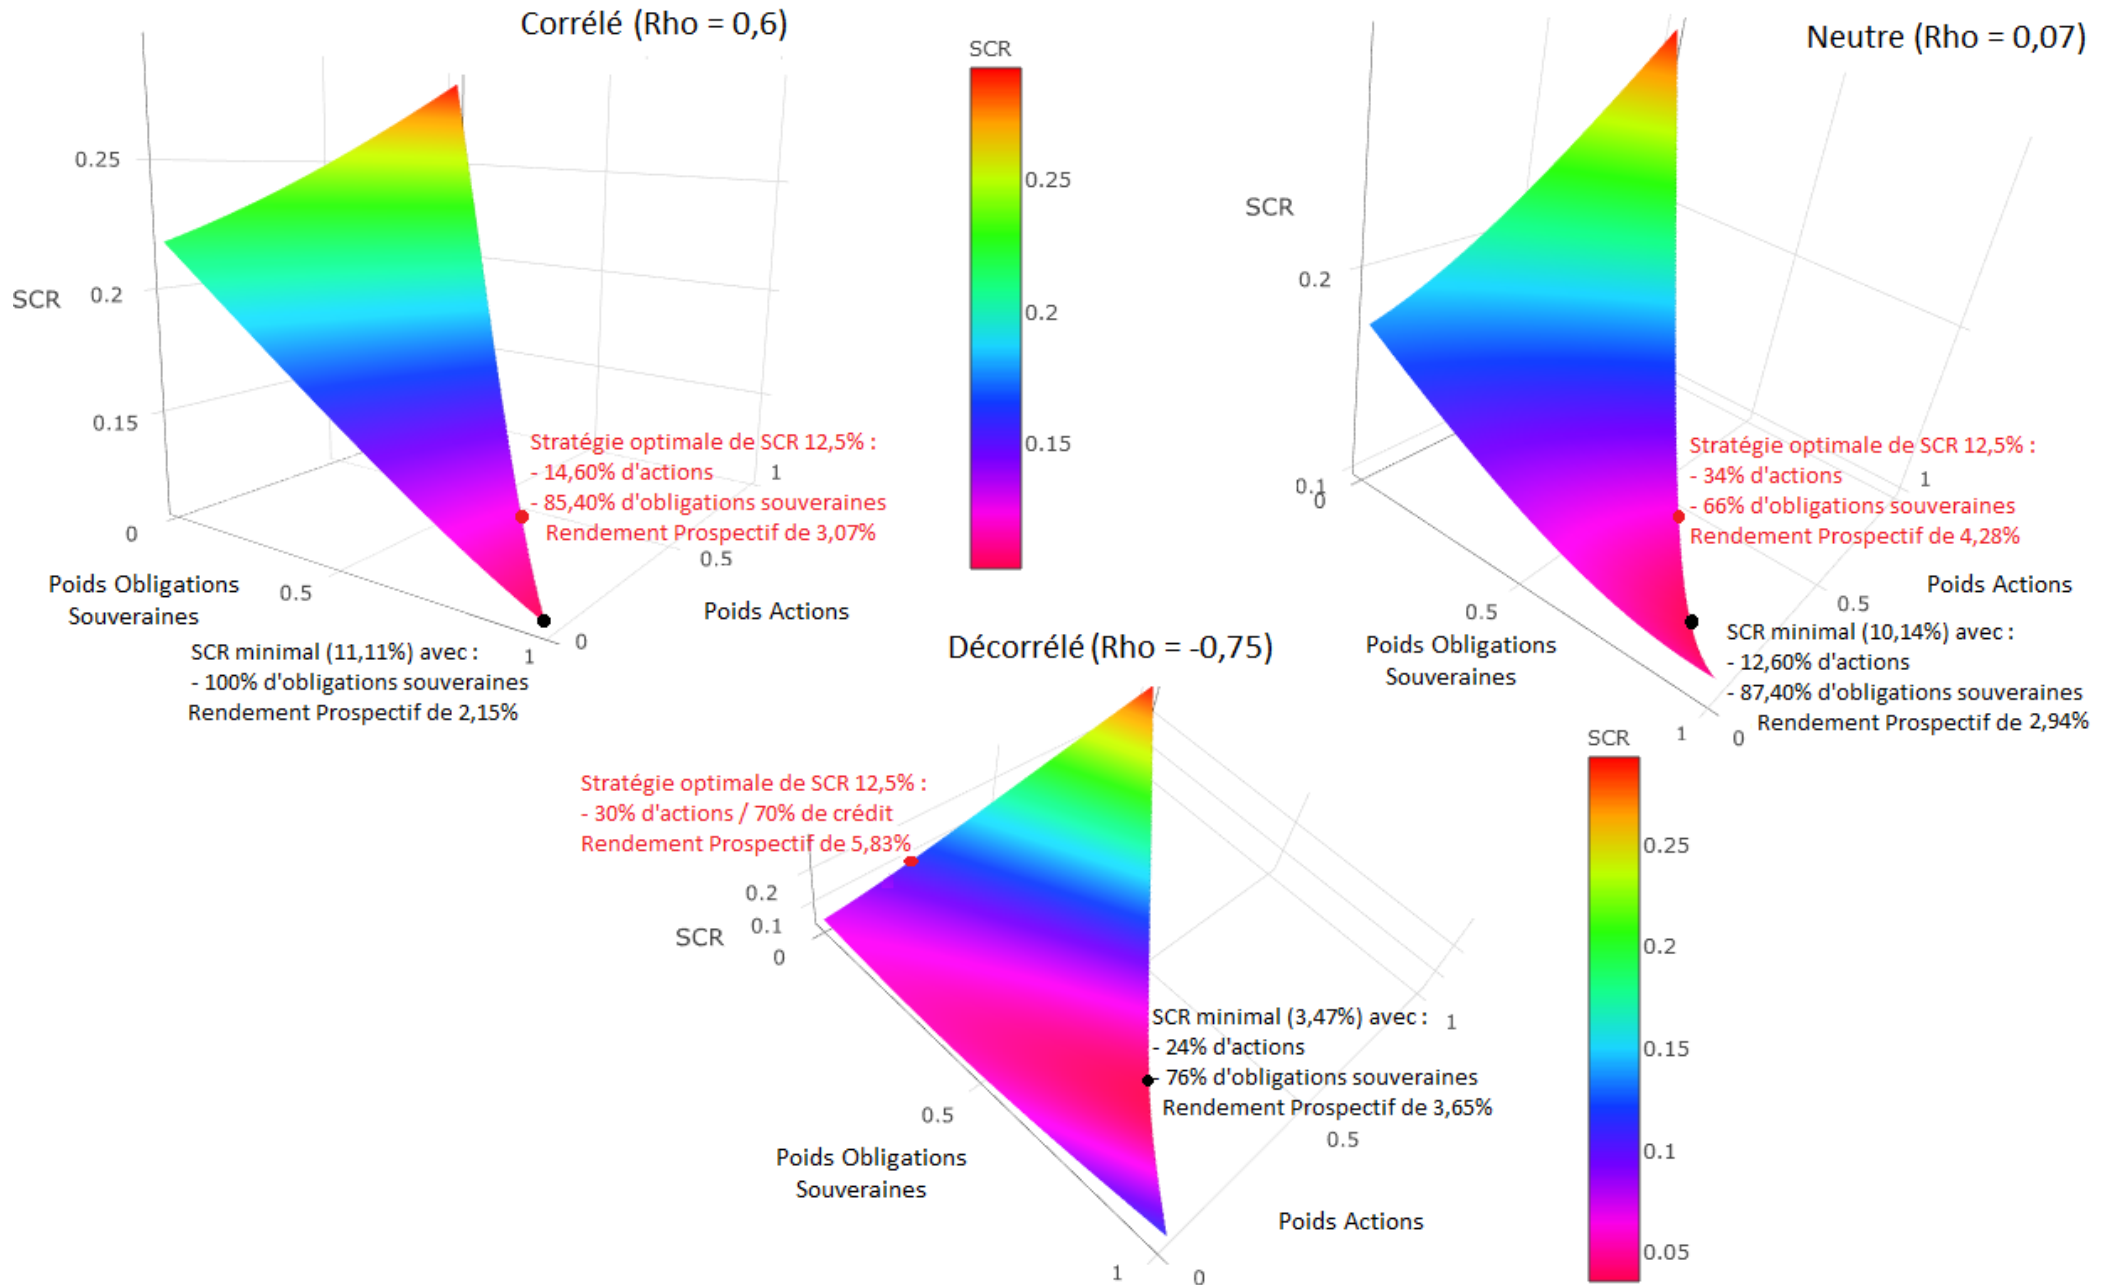 Corrélé (Rho = 0,6)
SCR
0.25
0.2
0.15
0
0.5
1
0
0.5
1
SCR
Poids Obligations
Souveraines
Poids Actions
Stratégie optimale de SCR 12,5% :
- 14,60% d'actions
- 85,40% d'obligations souveraines
Rendement Prospectif de 3,07%
SCR minimal (11,11%) avec :
- 100% d'obligations souveraines
Rendement Prospectif de 2,15%
0.25
0.2
0.15
Neutre (Rho = 0,07)
SCR
0.2
0.1
0
0.5
1
0
0.5
1
Poids Obligations
Souveraines
Poids Actions
Stratégie optimale de SCR 12,5% :
- 34% d'actions
- 66% d'obligations souveraines
Rendement Prospectif de 4,28%
SCR minimal (10,14%) avec :
- 12,60% d'actions
- 87,40% d'obligations souveraines
Rendement Prospectif de 2,94%
Décorrélé (Rho = -0,75)
Stratégie optimale de SCR 12,5% :
- 30% d'actions / 70% de crédit
Rendement Prospectif de 5,83%
0.2
0.1
0
SCR
0.5
1
0
0.5
1
Poids Obligations
Souveraines
Poids Actions
SCR minimal (3,47%) avec :
- 24% d'actions
- 76% d'obligations souveraines
Rendement Prospectif de 3,65%
SCR
0.25
0.2
0.15
0.1
0.05